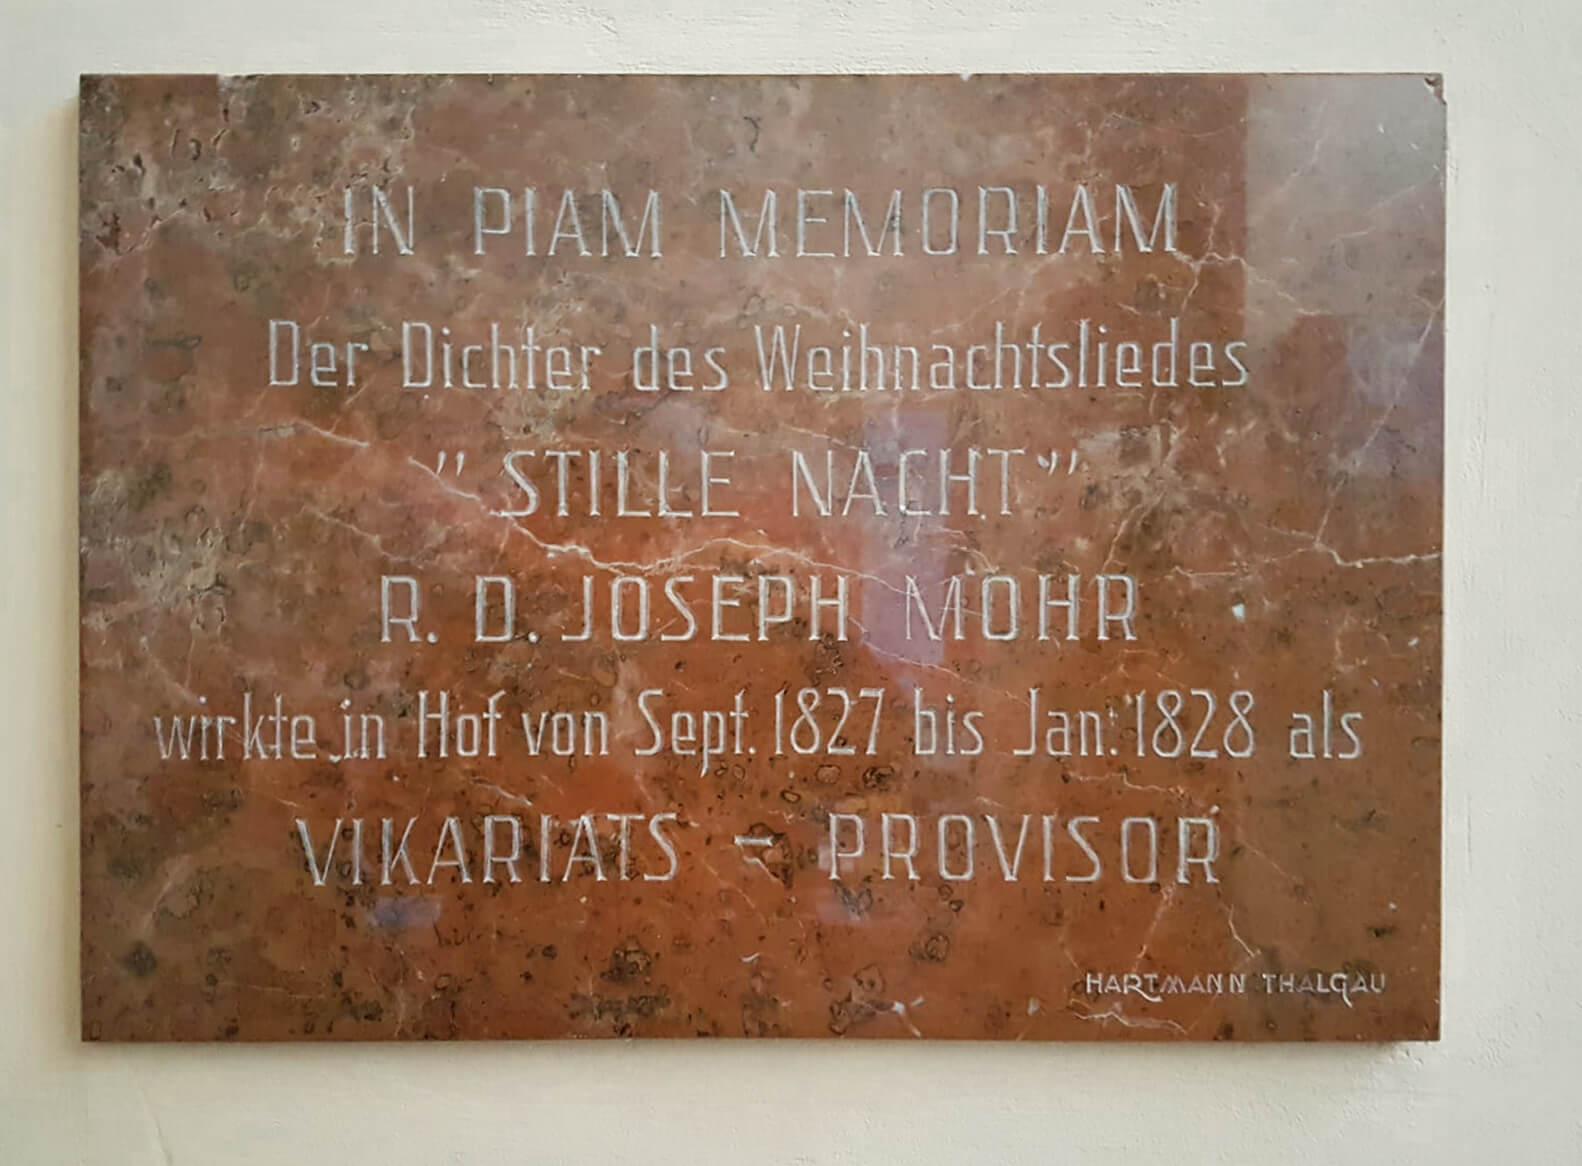 IN PIAM MEMORIAM
Der Dichter des Weihnachtsliedes
"STILLE NACHT"
R. D. JOSEPH MOHR
wirkte in Hof von Sept. 1827 bis Jan. 1828 als
VIKARIATS - PROVISOR
HARTMANN THALGAU